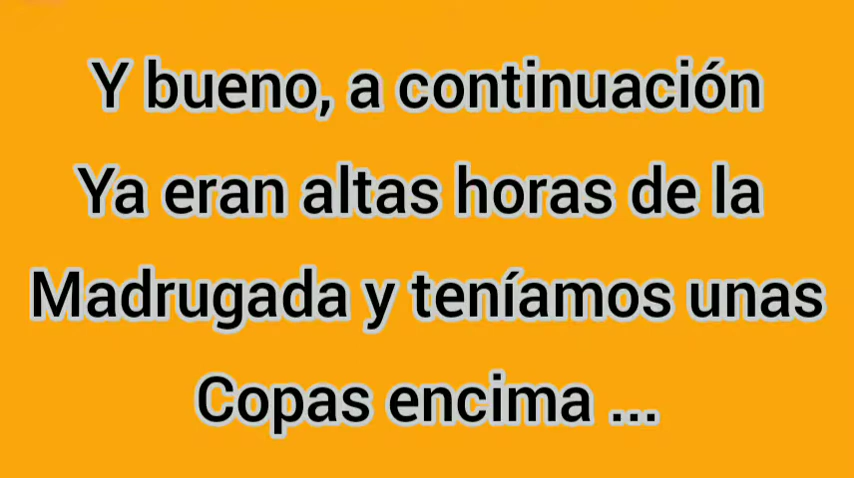 Y bueno, a continuación
Ya eran altas horas de la
Madrugada y teníamos unas
Copas encima ...